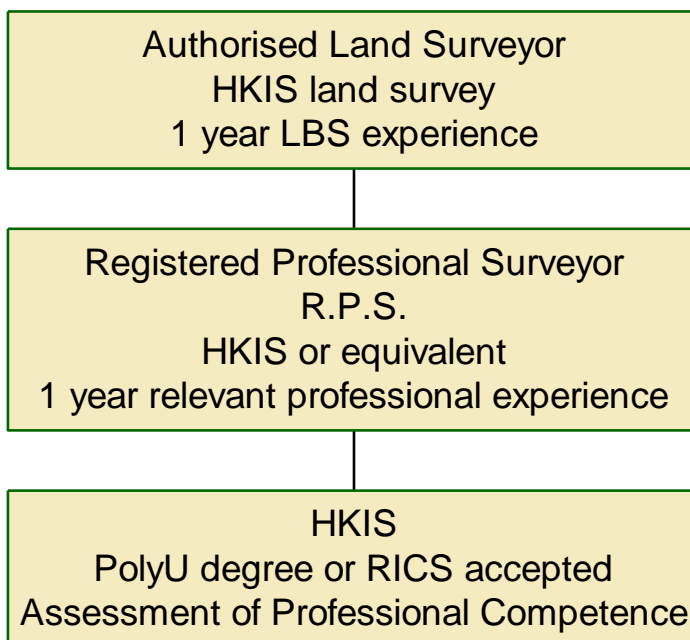 Authorised Land Surveyor
HKIS land survey
1 year LBS experience
Registered Professional Surveyor
R.P.S.
HKIS or equivalent
1 year relevant professional experience
HKIS
PolyU degree or RICS accepted
Assessment of Professional Competence